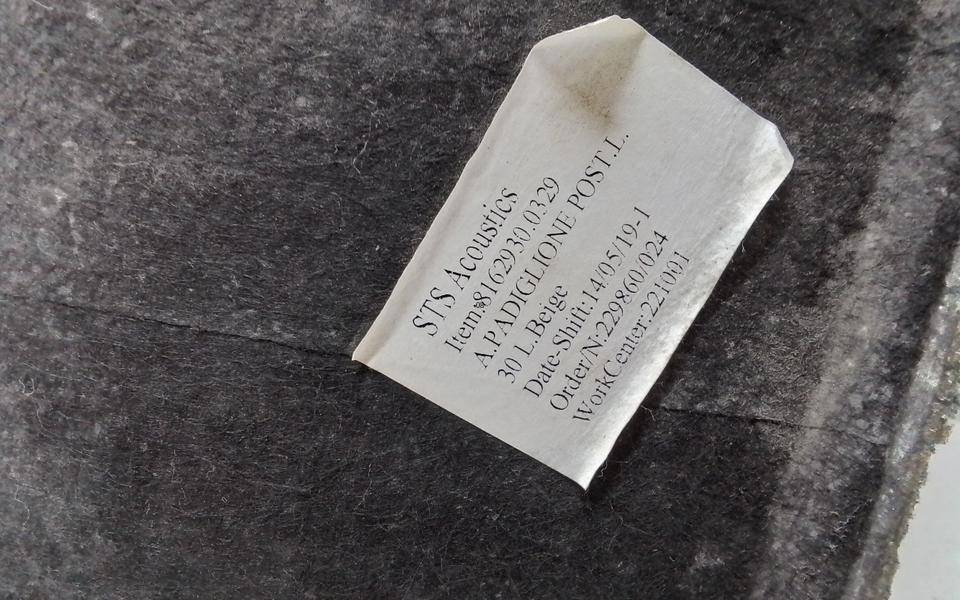 STS Acoustics
Item:8162930.0329
A.PADIGLIONE POST.L.
30 L.Beige
Date-Shift:14/05/19-1
Order/N:229860/024
WorkCenter:221001